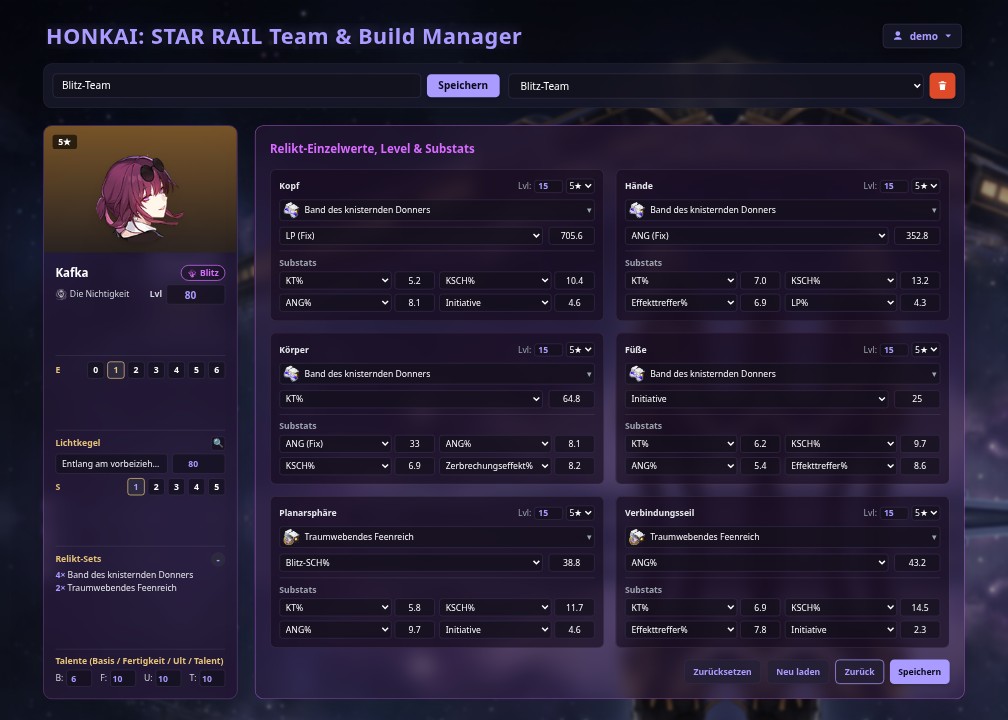 HONKAI: STAR RAIL Team & Build Manager
demo
Blitz-Team Speichern Blitz-Team
5★
Kafka Blitz
Die Nichtigkeit Lvl 80
E 0 1 2 3 4 5 6
Lichtkegel
Entlang am vorbeizieh... 80
S 1 2 3 4 5
Relikt-Sets -
4× Band des knisternden Donners
2× Traumwebendes Feenreich
Talente (Basis / Fertigkeit / Ult / Talent)
B: 6 F: 10 U: 10 T: 10
Relikt-Einzelwerte, Level & Substats
Kopf Lvl: 15 5★
Band des knisternden Donners
LP (Fix) 705.6
Substats
KT% 5.2 KSCH% 10.4
ANG% 8.1 Initiative 4.6
Hände Lvl: 15 5★
Band des knisternden Donners
ANG (Fix) 352.8
Substats
KT% 7.0 KSCH% 13.2
Effekttreffer% 6.9 LP% 4.3
Körper Lvl: 15 5★
Band des knisternden Donners
KT% 64.8
Substats
ANG (Fix) 33 ANG% 8.1
KSCH% 6.9 Zerbrechungseffekt% 8.2
Füße Lvl: 15 5★
Band des knisternden Donners
Initiative 25
Substats
KT% 6.2 KSCH% 9.7
ANG% 5.4 Effekttreffer% 8.6
Planarsphäre Lvl: 15 5★
Traumwebendes Feenreich
Blitz-SCH% 38.8
Substats
KT% 5.8 KSCH% 11.7
ANG% 9.7 Initiative 4.6
Verbindungsseil Lvl: 15 5★
Traumwebendes Feenreich
ANG% 43.2
Substats
KT% 6.9 KSCH% 14.5
Effekttreffer% 7.8 Initiative 2.3
Zurücksetzen Neu laden Zurück Speichern